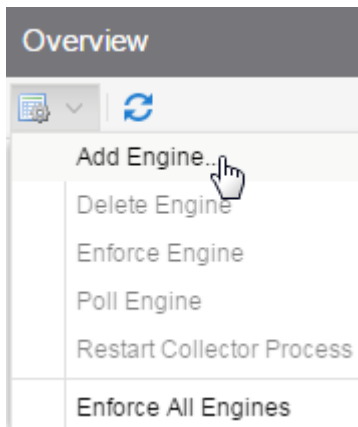 Overview
Add Engine...
Delete Engine
Enforce Engine
Poll Engine
Restart Collector Process
Enforce All Engines